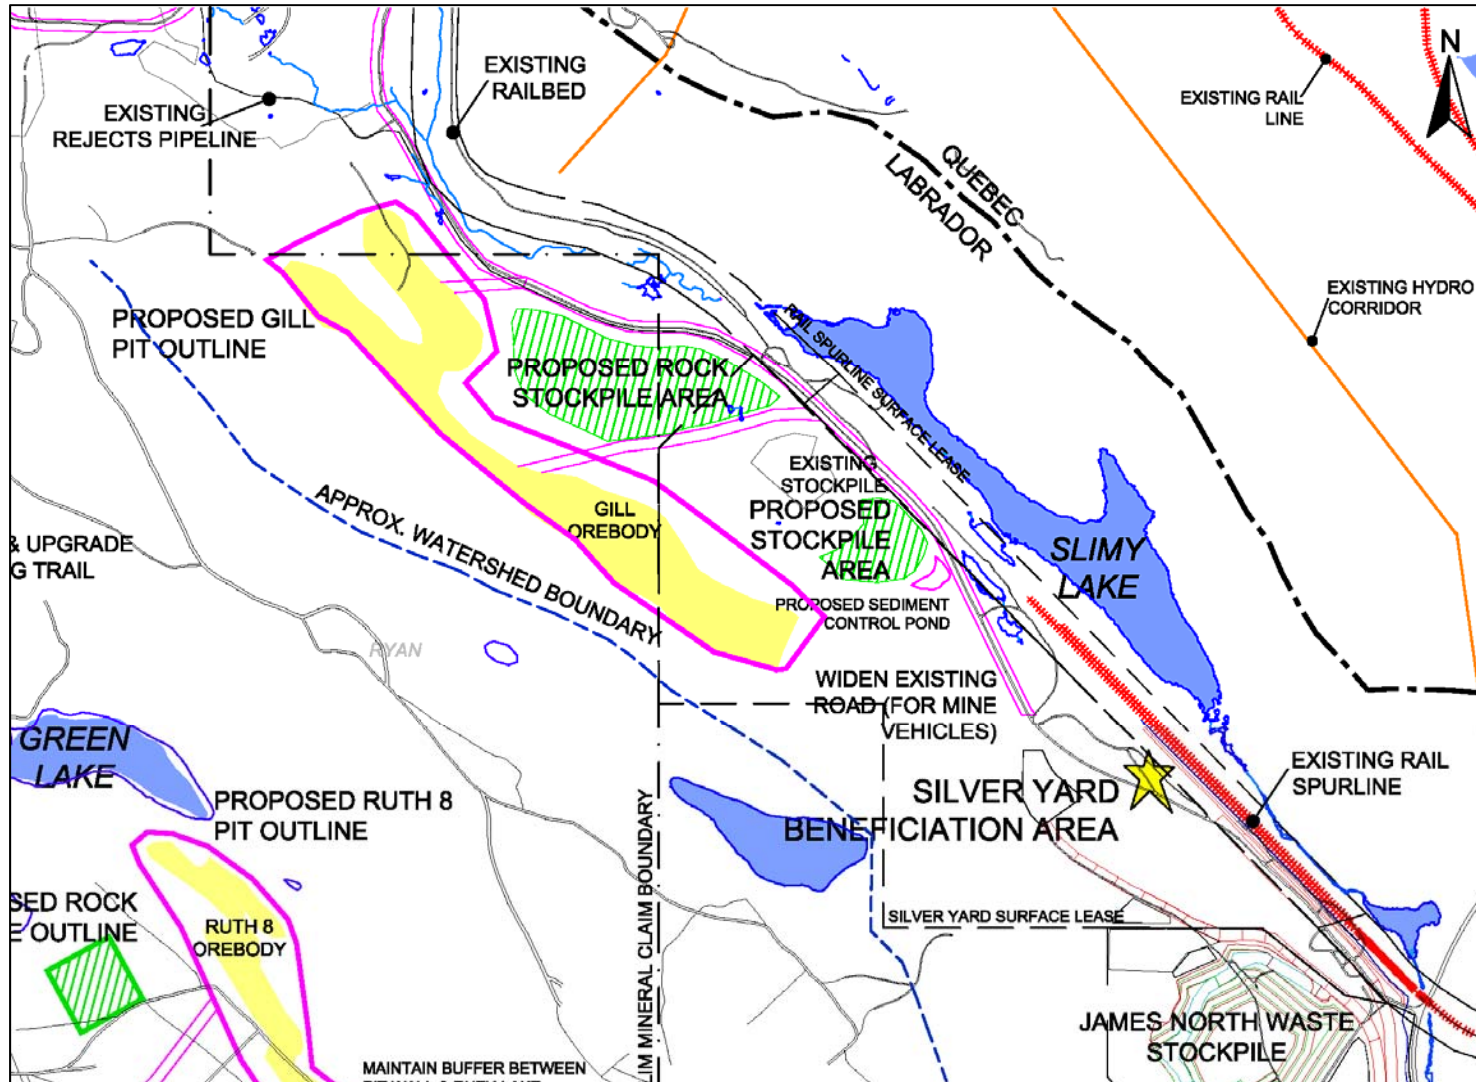 EXISTING
RAILBED
EXISTING
REJECTS PIPELINE
N
EXISTING RAIL
LINE
QUEBEC
LABRADOR
EXISTING HYDRO
CORRIDOR
PROPOSED GILL
PIT OUTLINE
RAIL SPURLINE SURFACE LEASE
PROPOSED ROCK
STOCKPILE AREA
EXISTING
STOCKPILE
PROPOSED
STOCKPILE
AREA
GILL
OREBODY
APPROX. WATERSHED BOUNDARY
& UPGRADE
G TRAIL
SLIMY
LAKE
PROPOSED SEDIMENT
CONTROL POND
RYAN
WIDEN EXISTING
ROAD (FOR MINE
VEHICLES)
GREEN
LAKE
EXISTING RAIL
SPURLINE
SILVER YARD
BENEFICIATION AREA
PROPOSED RUTH 8
PIT OUTLINE
LIM MINERAL CLAIM BOUNDARY
SED ROCK
E OUTLINE
RUTH 8
OREBODY
SILVER YARD SURFACE LEASE
JAMES NORTH WASTE
STOCKPILE
MAINTAIN BUFFER BETWEEN